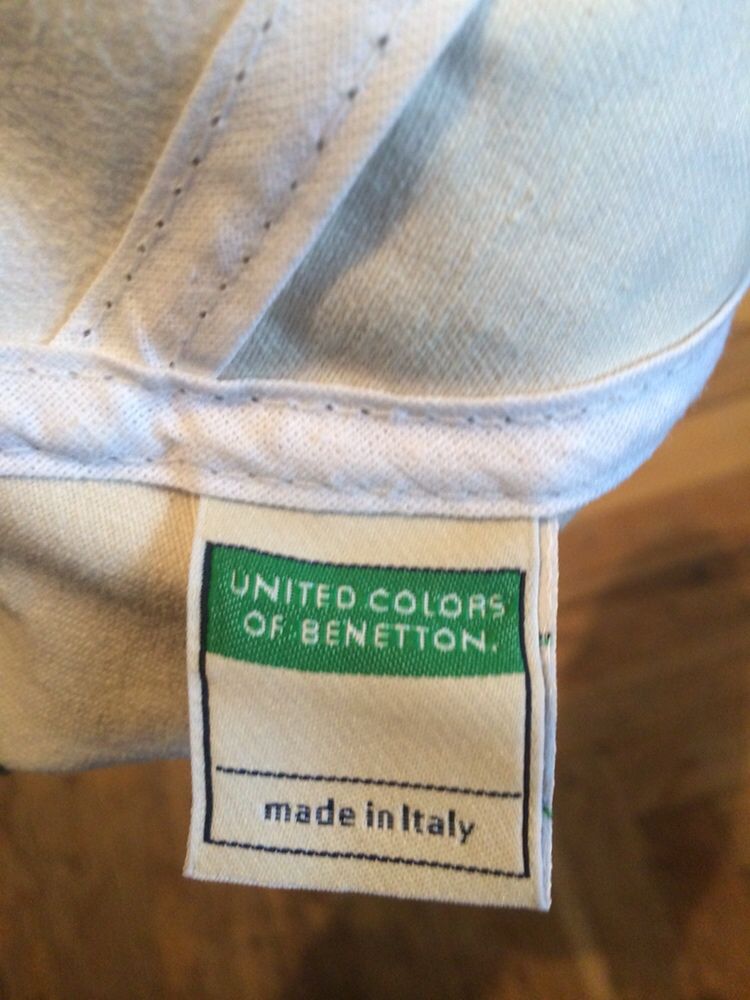 UNITED COLORS
OF BENETTON.
made in Italy